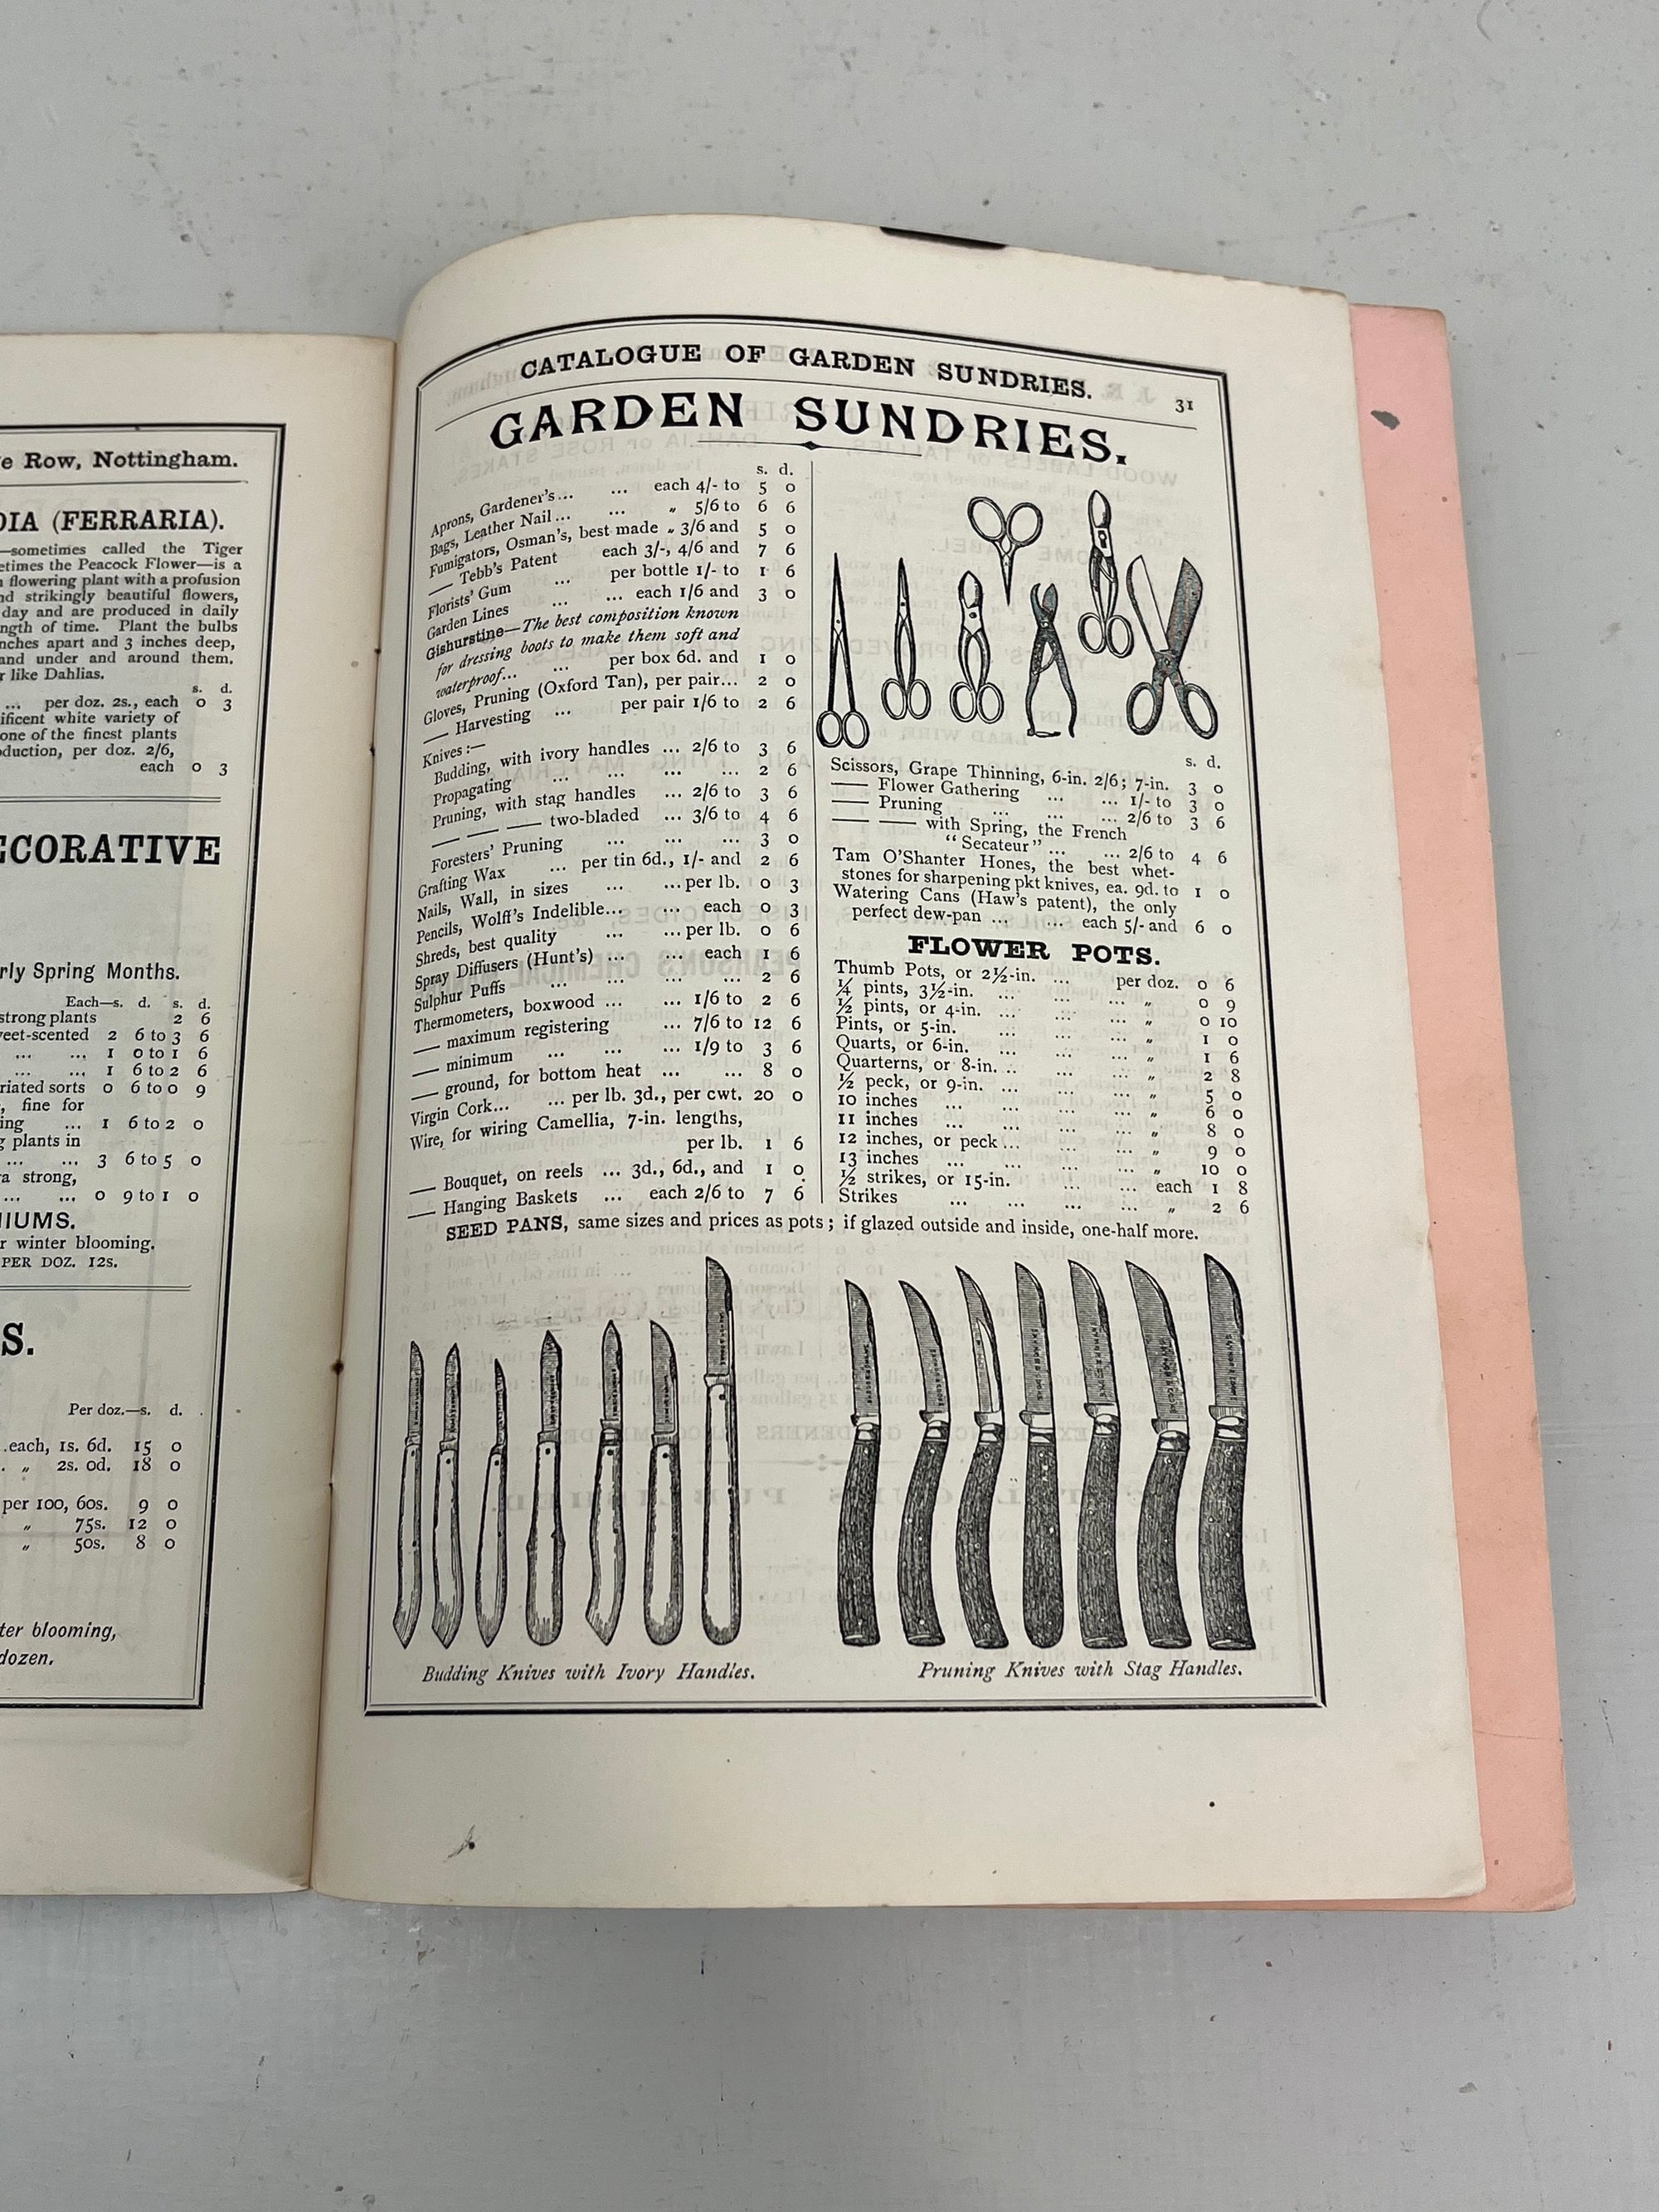 e Row, Nottingham.
DIA (FERRARIA).
—sometimes called the Tiger
etimes the Peacock Flower—is a
flowering plant with a profusion
nd strikingly beautiful flowers,
day and are produced in daily
ngth of time. Plant the bulbs
nches apart and 3 inches deep,
and under and around them.
r like Dahlias.
s. d.
... per doz. 2s., each 0 3
ificent white variety of
one of the finest plants
oduction, per doz. 2/6,
each 0 3
ECORATIVE
rly Spring Months.
Each—s. d. s. d.
strong plants 2 6
veet-scented 2 6 to 3 6
... ... 1 0 to 1 6
... ... 1 6 to 2 6
riated sorts 0 6 to 0 9
, fine for
ing ... 1 6 to 2 0
g plants in
... ... 3 6 to 5 0
a strong,
... ... 0 9 to 1 0
NIUMS.
r winter blooming.
PER DOZ. 12s.
S.
Per doz.—s. d.
...each, 1s. 6d. 15 0
. „ 2s. 0d. 18 0
per 100, 60s. 9 0
„ 75s. 12 0
„ 50s. 8 0
ter blooming,
dozen.
CATALOGUE OF GARDEN SUNDRIES. 31
GARDEN SUNDRIES.
s. d.
Aprons, Gardener's... ... each 4/- to 5 0
Bags, Leather Nail... ... „ 5/6 to 6 6
Fumigators, Osman's, best made „ 3/6 and 5 0
—— Tebb's Patent each 3/-, 4/6 and 7 6
Florists' Gum ... per bottle 1/- to 1 6
Garden Lines ... ... each 1/6 and 3 0
Gishurstine—The best composition known
for dressing boots to make them soft and
waterproof... ... per box 6d. and 1 0
Gloves, Pruning (Oxford Tan), per pair... 2 0
—— Harvesting ... per pair 1/6 to 2 6
Knives:—
Budding, with ivory handles ... 2/6 to 3 6
Propagating ... ... ... ... 2 6
Pruning, with stag handles ... 2/6 to 3 6
—— —— —— two-bladed ... 3/6 to 4 6
Foresters' Pruning ... ... ... 3 0
Grafting Wax ... per tin 6d., 1/- and 2 6
Nails, Wall, in sizes ... ... per lb. 0 3
Pencils, Wolff's Indelible... ... each 0 3
Shreds, best quality ... ... per lb. 0 6
Spray Diffusers (Hunt's) ... ... each 1 6
Sulphur Puffs ... ... ... ... 2 6
Thermometers, boxwood ... ... 1/6 to 2 6
—— maximum registering ... 7/6 to 12 6
—— minimum ... ... ... 1/9 to 3 6
—— ground, for bottom heat ... ... 8 0
Virgin Cork... ... per lb. 3d., per cwt. 20 0
Wire, for wiring Camellia, 7-in. lengths,
per lb. 1 6
—— Bouquet, on reels ... 3d., 6d., and 1 0
—— Hanging Baskets ... each 2/6 to 7 6
s. d.
Scissors, Grape Thinning, 6-in. 2/6; 7-in. 3 0
—— Flower Gathering ... ... 1/- to 3 0
—— Pruning ... ... 2/6 to 3 6
—— —— with Spring, the French
"Secateur" ... ... 2/6 to 4 6
Tam O'Shanter Hones, the best whet-
stones for sharpening pkt knives, ea. 9d. to 1 0
Watering Cans (Haw's patent), the only
perfect dew-pan ... ... each 5/- and 6 0
FLOWER POTS.
Thumb Pots, or 2½-in. ... per doz. 0 6
¼ pints, 3½-in. ... ... „ 0 9
½ pints, or 4-in. ... ... ... „ 0 10
Pints, or 5-in. ... ... ... „ 1 0
Quarts, or 6-in. ... ... ... „ 1 6
Quarterns, or 8-in. .. ... ... „ 2 8
½ peck, or 9-in. ... ... ... „ 5 0
10 inches ... ... ... ... „ 6 0
11 inches ... ... ... ... „ 8 0
12 inches, or peck ... ... ... „ 9 0
13 inches ... ... ... ... „ 10 0
½ strikes, or 15-in. ... ... each 1 8
Strikes ... ... ... „ 2 6
SEED PANS, same sizes and prices as pots; if glazed outside and inside, one-half more.
Budding Knives with Ivory Handles.
Pruning Knives with Stag Handles.